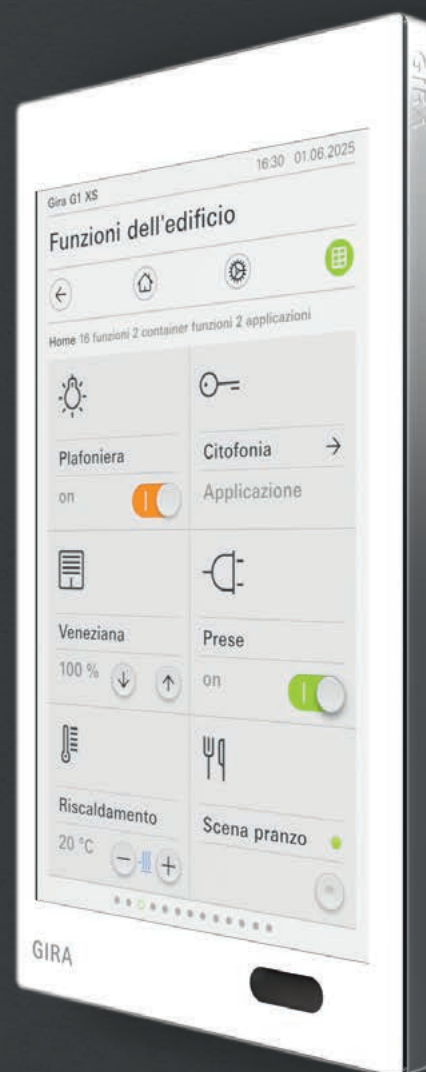 GIRA
Gira G1 XS
16:30 01.06.2025
Funzioni dell'edificio
Home 16 funzioni 2 container funzioni 2 applicazioni
Plafoniera
on
Citofonia
Applicazione
Veneziana
100 %
Prese
on
Riscaldamento
20 °C
Scena pranzo
GIRA